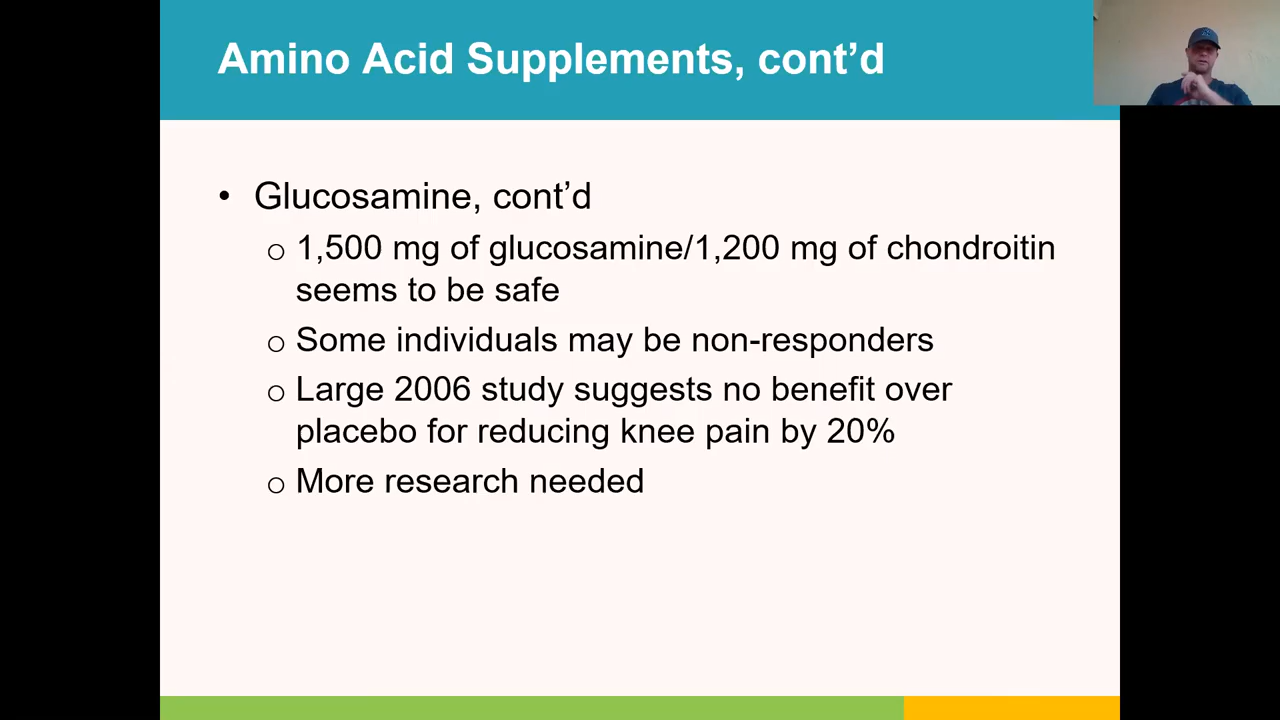 Amino Acid Supplements, cont’d
• Glucosamine, cont’d
o 1,500 mg of glucosamine/1,200 mg of chondroitin
seems to be safe
o Some individuals may be non-responders
o Large 2006 study suggests no benefit over
placebo for reducing knee pain by 20%
o More research needed